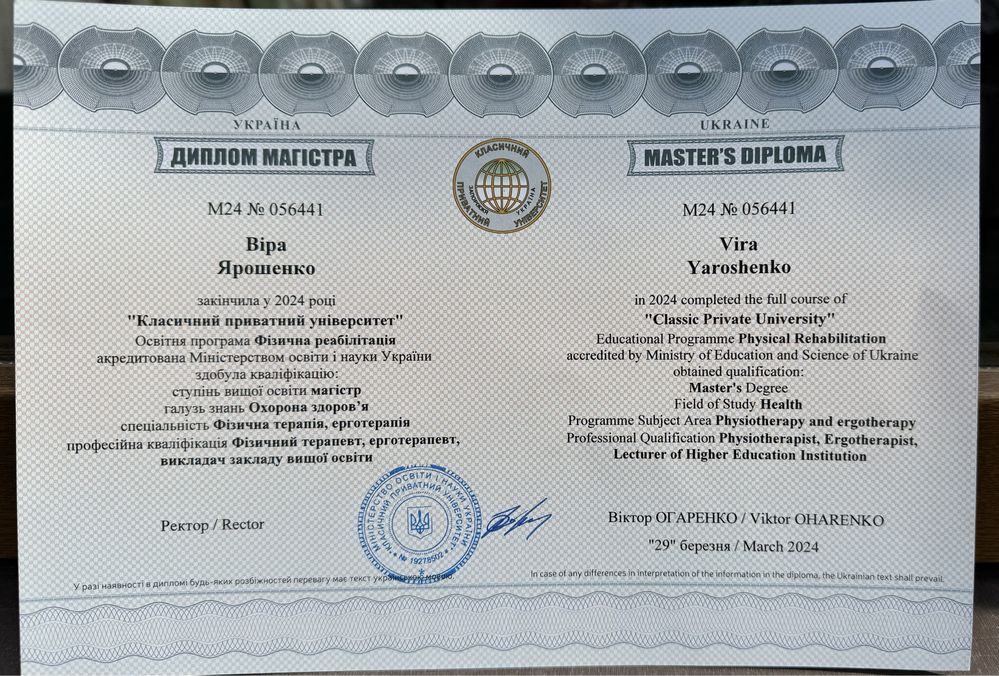 УКРАЇНА
ДИПЛОМ МАГІСТРА
М24 № 056441
Віра
Ярошенко
закінчила у 2024 році
"Класичний приватний університет"
Освітня програма Фізична реабілітація
акредитована Міністерством освіти і науки України
здобула кваліфікацію:
ступінь вищої освіти магістр
галузь знань Охорона здоров’я
спеціальність Фізична терапія, ерготерапія
професійна кваліфікація Фізичний терапевт, ерготерапевт,
викладач закладу вищої освіти
КЛАСИЧНИЙ
ПРИВАТНИЙ УНІВЕРСИТЕТ
УКРАЇНА
UKRAINE
MASTER'S DIPLOMA
М24 № 056441
Vira
Yaroshenko
in 2024 completed the full course of
"Classic Private University"
Educational Programme Physical Rehabilitation
accredited by Ministry of Education and Science of Ukraine
obtained qualification:
Master's Degree
Field of Study Health
Programme Subject Area Physiotherapy and ergotherapy
Professional Qualification Physiotherapist, Ergotherapist,
Lecturer of Higher Education Institution
Ректор / Rector
МІНІСТЕРСТВО ОСВІТИ І НАУКИ УКРАЇНИ
"КЛАСИЧНИЙ ПРИВАТНИЙ УНІВЕРСИТЕТ"
№ 19278502
Віктор ОГАРЕНКО / Viktor OHARENKO
"29" березня / March 2024
У разі наявності в дипломі будь-яких розбіжностей перевагу має текст українською мовою.
In case of any differences in interpretation of the information in the diploma, the Ukrainian text shall prevail.